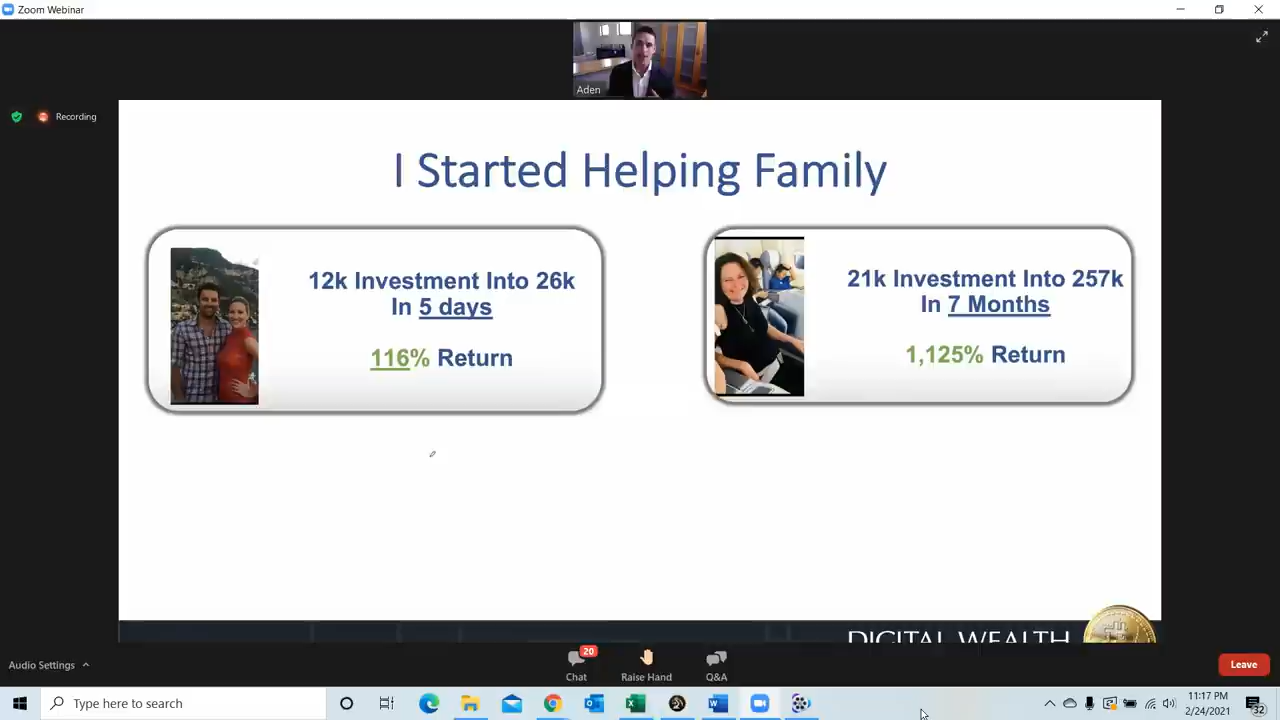 Zoom Webinar
Aden
Recording
I Started Helping Family
12k Investment Into 26k
In 5 days
116% Return
21k Investment Into 257k
In 7 Months
1,125% Return
DIGITAL WEALTH
Audio Settings
20
Chat
Raise Hand
Q&A
Leave
Type here to search
11:17 PM
2/24/2021
32